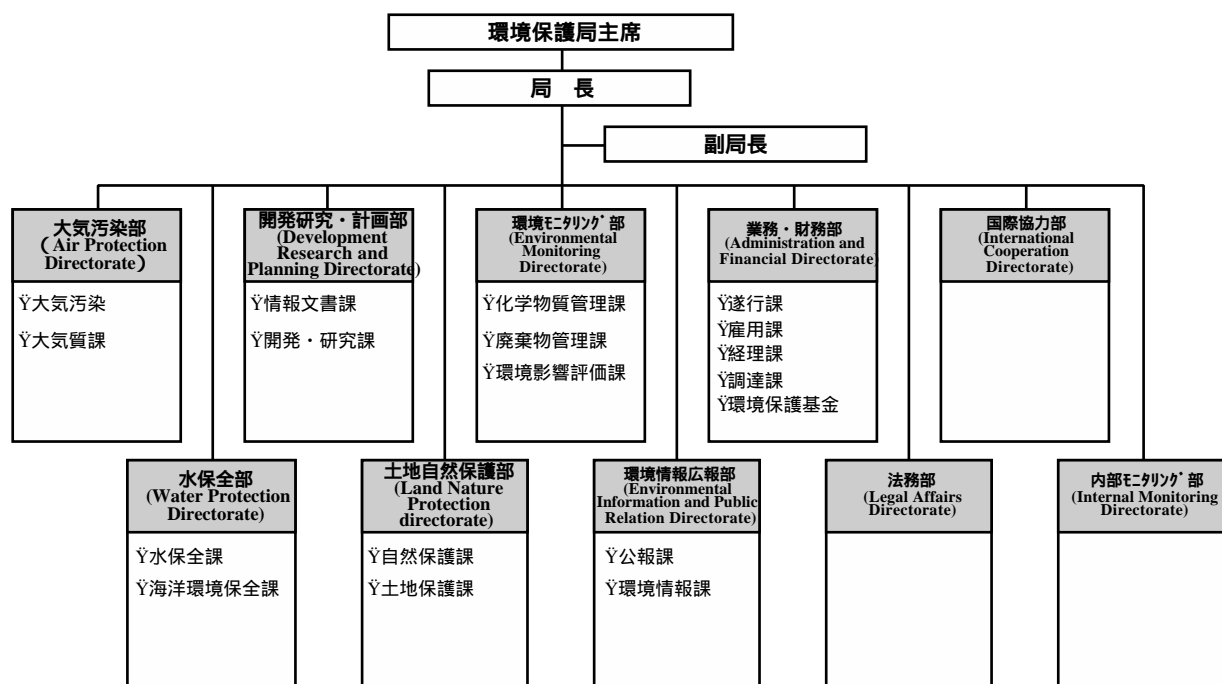 環境保護局主席
局　長
副局長
大気汚染部
（Air Protection
Directorate）
Ÿ大気汚染
Ÿ大気質課
開発研究・計画部
(Development
Research and
Planning Directorate)
Ÿ情報文書課
Ÿ開発・研究課
環境ﾓﾆﾀﾘﾝｸﾞ部
(Environmental
Monitoring
Directorate)
Ÿ化学物質管理課
Ÿ廃棄物管理課
Ÿ環境影響評価課
業務・財務部
(Administration and
Financial Directorate)
Ÿ遂行課
Ÿ雇用課
Ÿ経理課
Ÿ調達課
Ÿ環境保護基金
国際協力部
(International
Cooperation
Directorate)
水保全部
(Water Protection
Directorate)
Ÿ水保全課
Ÿ海洋環境保全課
土地自然保護部
(Land Nature
Protection
directorate)
Ÿ自然保護課
Ÿ土地保護課
環境情報広報部
(Environmental
Information and Public
Relation Directorate)
Ÿ公報課
Ÿ環境情報課
法務部
(Legal Affairs
Directorate)
内部ﾓﾆﾀﾘﾝｸﾞ部
(Internal Monitoring
Directorate)